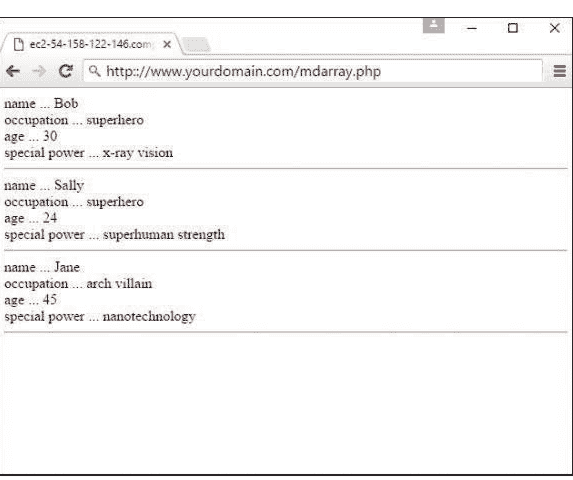 ec2-54-158-122-146.com
http:://www.yourdomain.com/mdarray.php
name ... Bob
occupation ... superhero
age ... 30
special power ... x-ray vision
name ... Sally
occupation ... superhero
age ... 24
special power ... superhuman strength
name ... Jane
occupation ... arch villain
age ... 45
special power ... nanotechnology